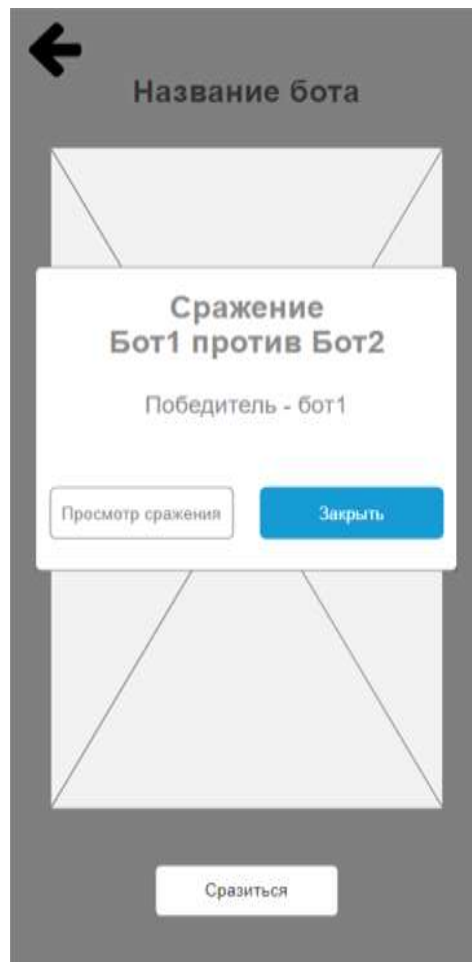 Название бота
Сражение
Бот1 против Бот2
Победитель - бот1
Просмотр сражения
Закрыть
Сразиться